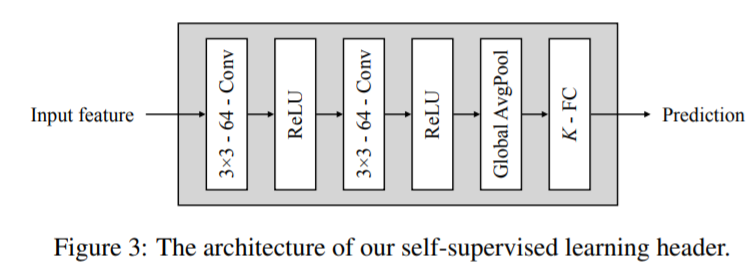 Input feature
3×3 - 64 - Conv
ReLU
3×3 - 64 - Conv
ReLU
Global AvgPool
K - FC
Prediction
Figure 3: The architecture of our self-supervised learning header.